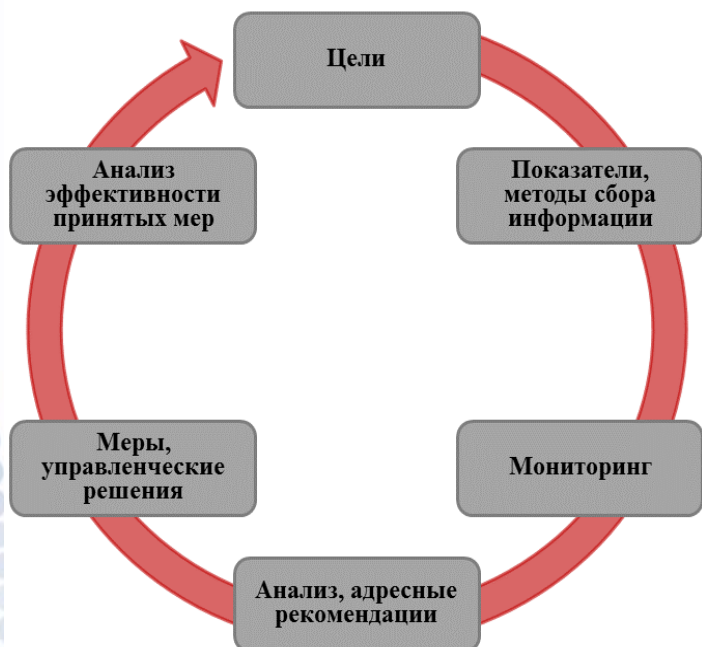 Цели
Показатели,
методы сбора
информации
Мониторинг
Анализ, адресные
рекомендации
Меры,
управленческие
решения
Анализ
эффективности
принятых мер